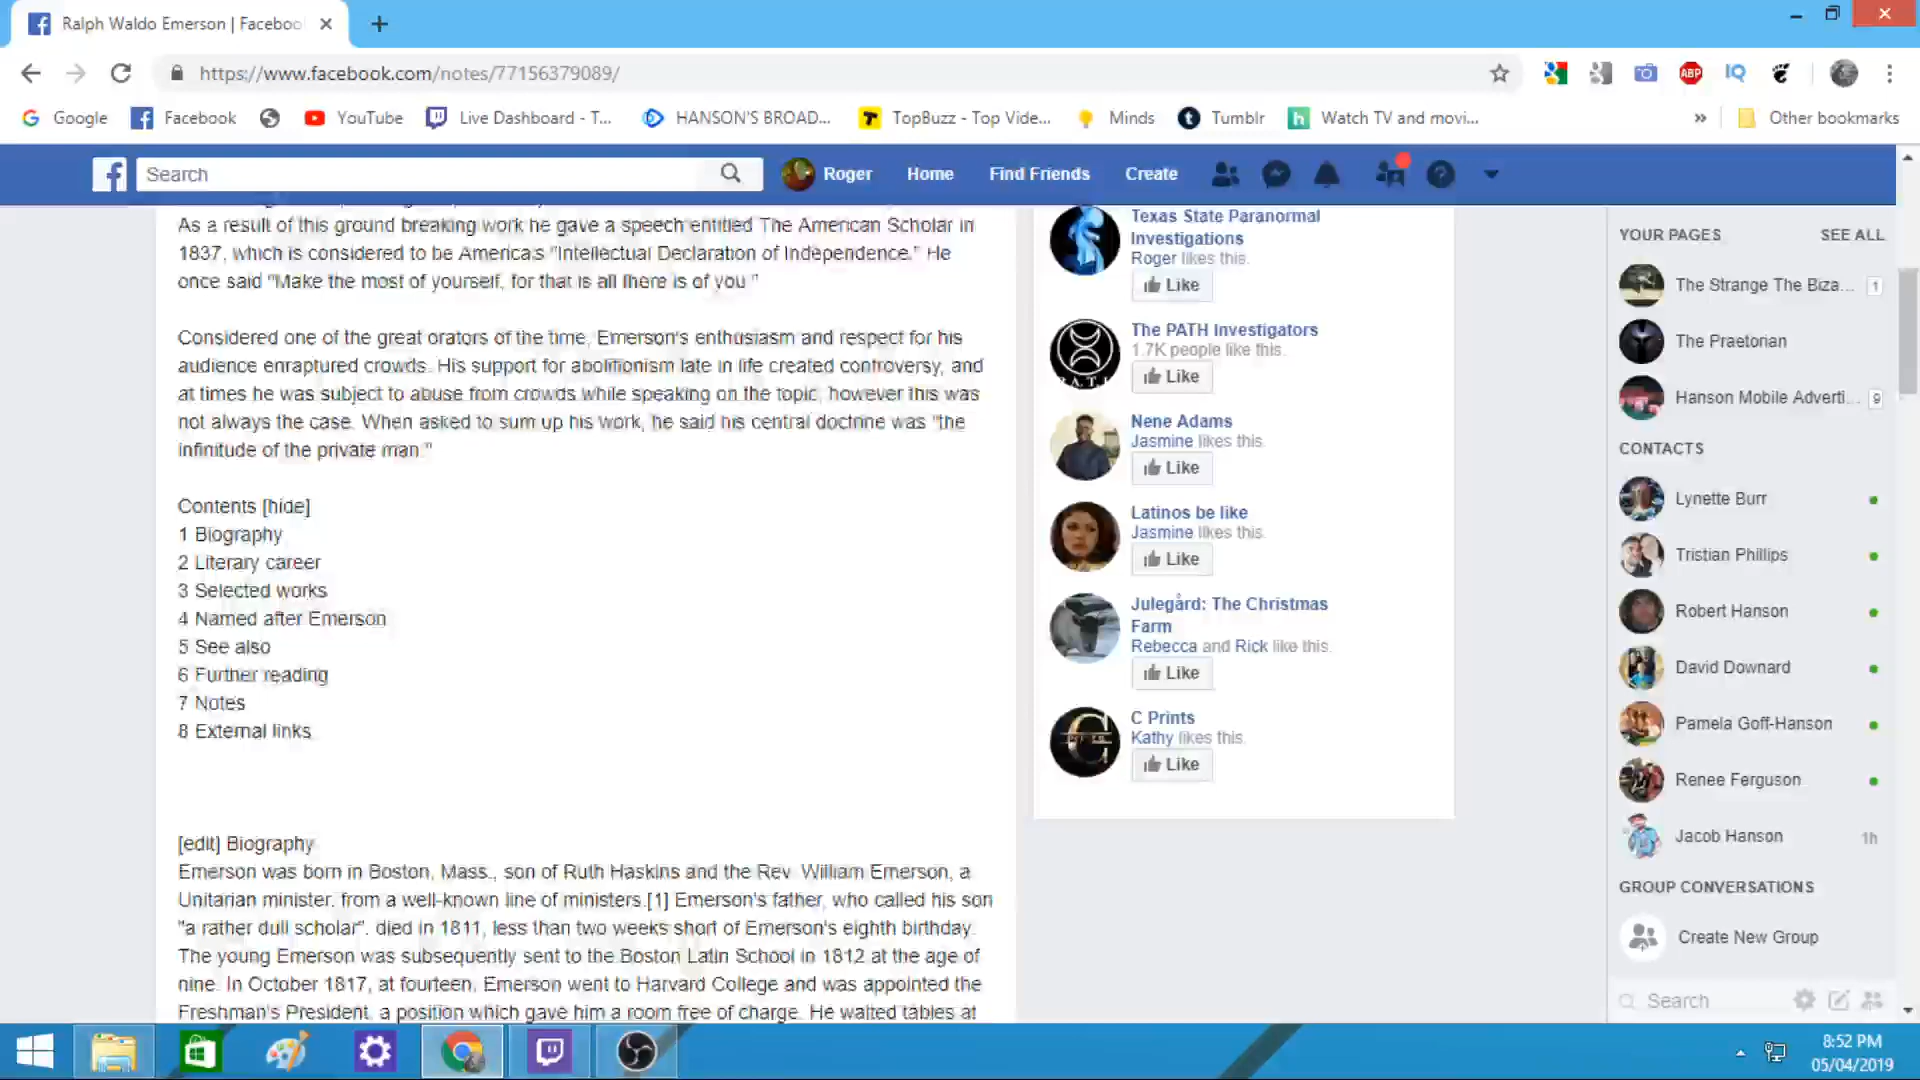 Ralph Waldo Emerson | Faceboo
https://www.facebook.com/notes/77156379089/
ABP
IQ
Google
Facebook
YouTube
Live Dashboard - T...
HANSON'S BROAD...
TopBuzz - Top Vide...
Minds
Tumblr
Watch TV and movi...
»
Other bookmarks
Search
Roger
Home
Find Friends
Create
As a result of this ground breaking work he gave a speech entitled The American Scholar in
1837, which is considered to be America's "Intellectual Declaration of Independence." He
once said "Make the most of yourself, for that is all there is of you."
Considered one of the great orators of the time, Emerson's enthusiasm and respect for his
audience enraptured crowds. His support for abolitionism late in life created controversy, and
at times he was subject to abuse from crowds while speaking on the topic, however this was
not always the case. When asked to sum up his work, he said his central doctrine was "the
infinitude of the private man."
Contents [hide]
1 Biography
2 Literary career
3 Selected works
4 Named after Emerson
5 See also
6 Further reading
7 Notes
8 External links
[edit] Biography
Emerson was born in Boston, Mass., son of Ruth Haskins and the Rev. William Emerson, a
Unitarian minister. from a well-known line of ministers.[1] Emerson's father, who called his son
"a rather dull scholar". died in 1811, less than two weeks short of Emerson's eighth birthday.
The young Emerson was subsequently sent to the Boston Latin School in 1812 at the age of
nine. In October 1817, at fourteen, Emerson went to Harvard College and was appointed the
Freshman's President, a position which gave him a room free of charge. He waited tables at
Texas State Paranormal
Investigations
Roger likes this.
Like
The PATH Investigators
1.7K people like this.
Like
Nene Adams
Jasmine likes this.
Like
Latinos be like
Jasmine likes this.
Like
Julegård: The Christmas
Farm
Rebecca and Rick like this.
Like
C Prints
Kathy likes this.
Like
YOUR PAGES
SEE ALL
The Strange The Biza...
1
The Praetorian
Hanson Mobile Adverti...
9
CONTACTS
Lynette Burr
Tristian Phillips
Robert Hanson
David Downard
Pamela Goff-Hanson
Renee Ferguson
Jacob Hanson
1h
GROUP CONVERSATIONS
Create New Group
Search
8:52 PM
05/04/2019